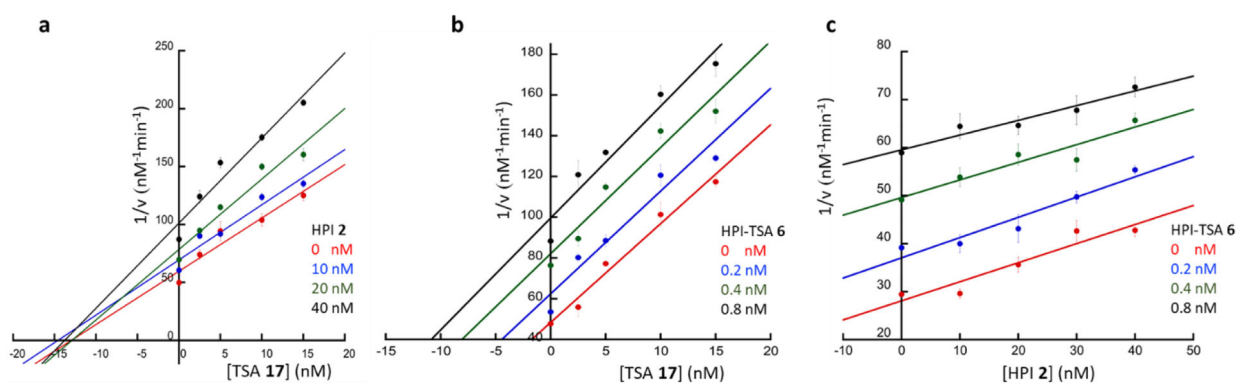 a
250
200
150
100
50
0
1/v (nM⁻¹min⁻¹)
HPI 2
0 nM
10 nM
20 nM
40 nM
-20 -15 -10 -5 0 5 10 15 20
[TSA 17] (nM)
b
180
160
140
120
100
80
60
40
1/v (nM⁻¹min⁻¹)
HPI-TSA 6
0 nM
0.2 nM
0.4 nM
0.8 nM
-15 -10 -5 0 5 10 15 20
[TSA 17] (nM)
c
80
70
60
50
40
30
20
1/v (nM⁻¹min⁻¹)
HPI-TSA 6
0 nM
0.2 nM
0.4 nM
0.8 nM
-10 0 10 20 30 40 50
[HPI 2] (nM)